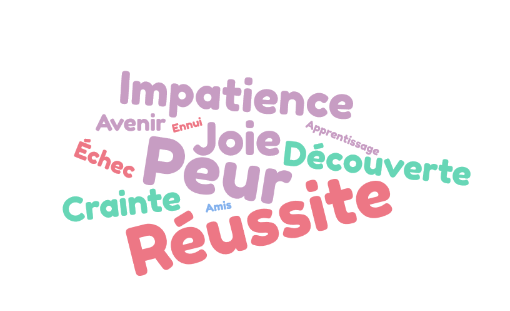 Impatience
Avenir
Ennui
Joie
Apprentissage
Échec
Peur
Découverte
Crainte
Amis
Réussite